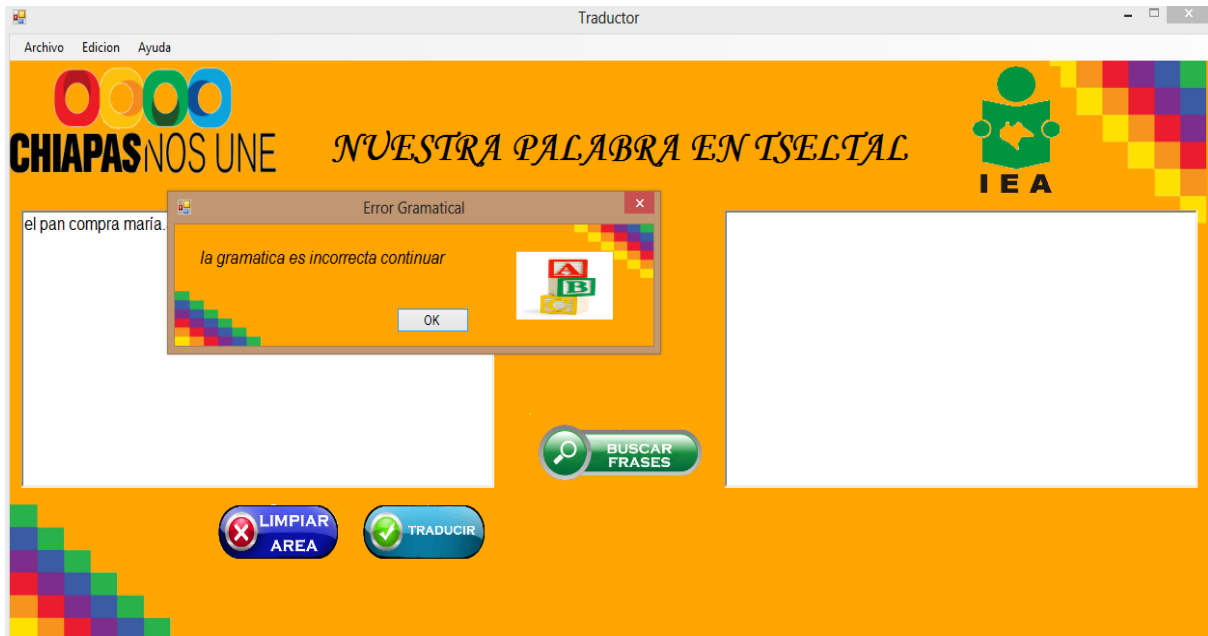 Traductor
Archivo Edicion Ayuda
CHIAPAS NOS UNE
NUESTRA PALABRA EN TSELTAL
IEA
el pan compra maría.
Error Gramatical
la gramatica es incorrecta continuar
A
B
C
OK
BUSCAR
FRASES
LIMPIAR
AREA
TRADUCIR